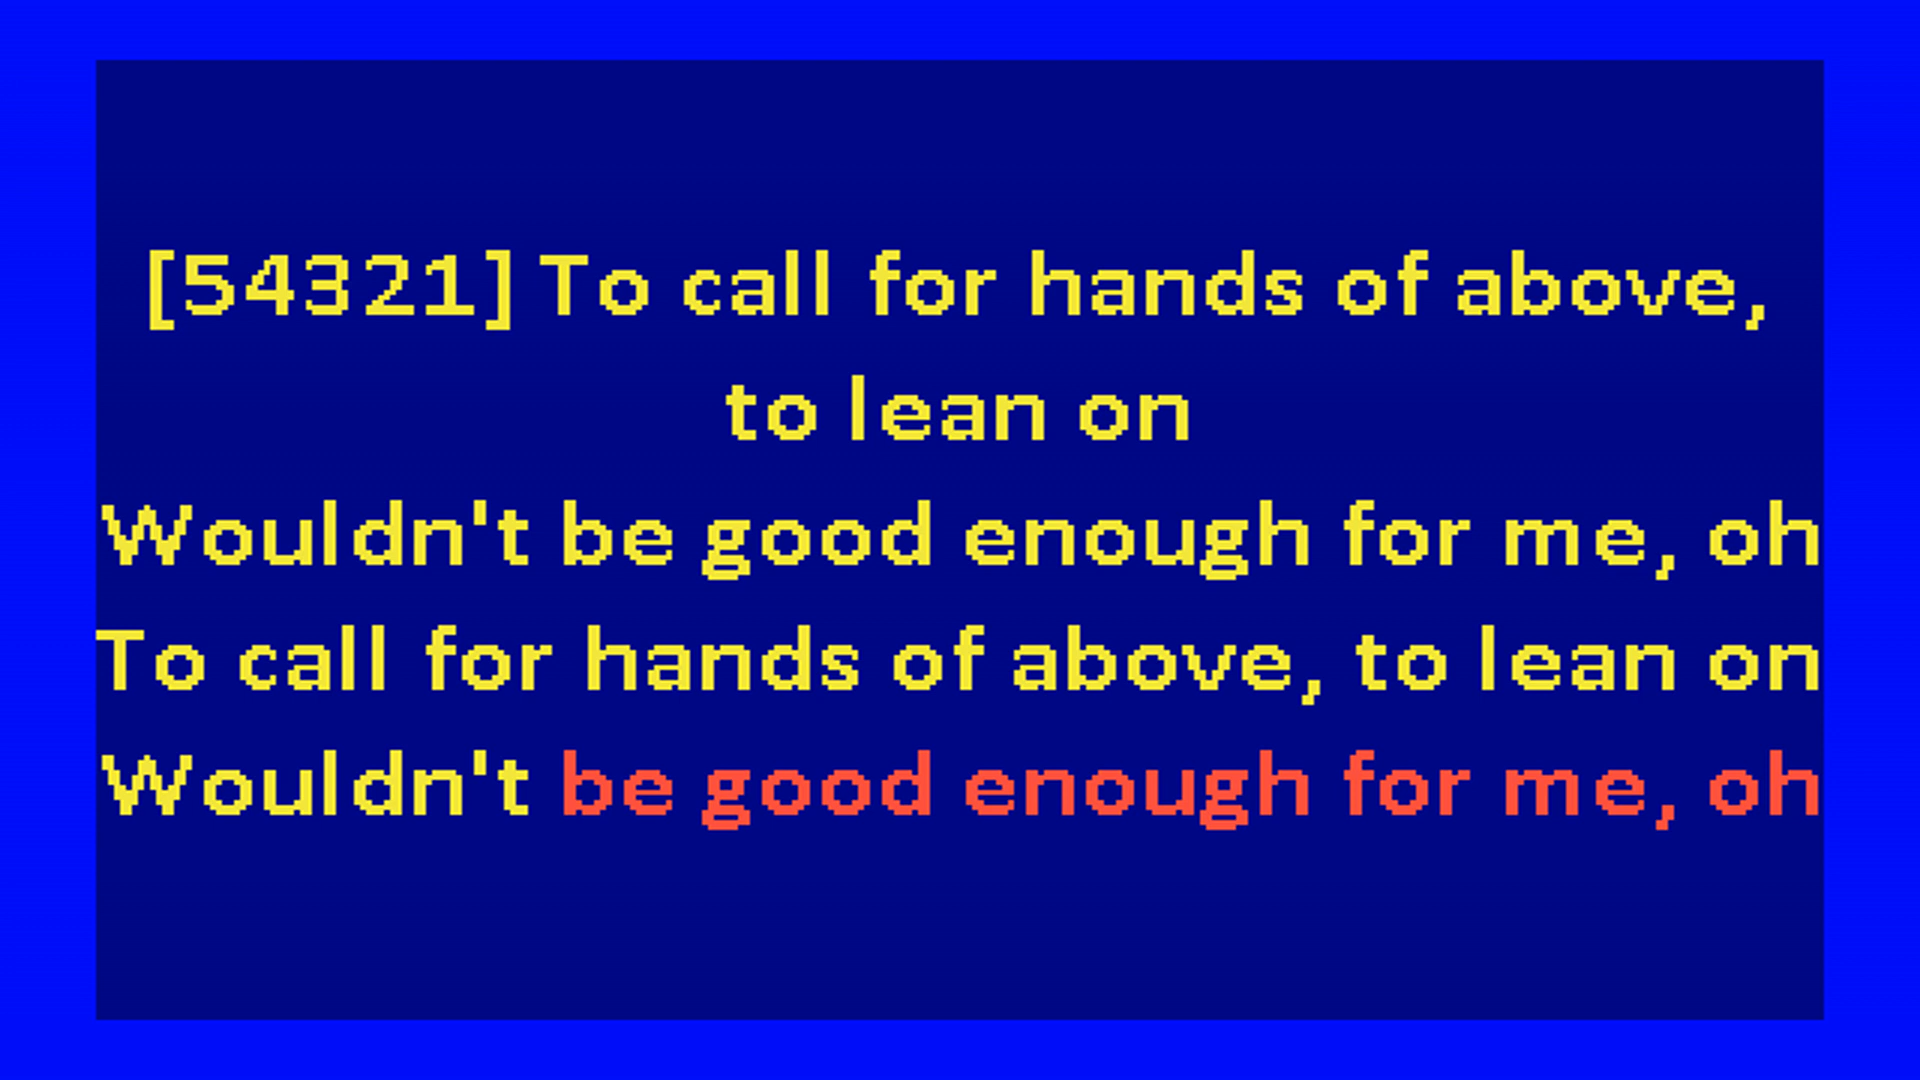 [54321] To call for hands of above,
to lean on
Wouldn't be good enough for me, oh
To call for hands of above, to lean on
Wouldn't be good enough for me, oh